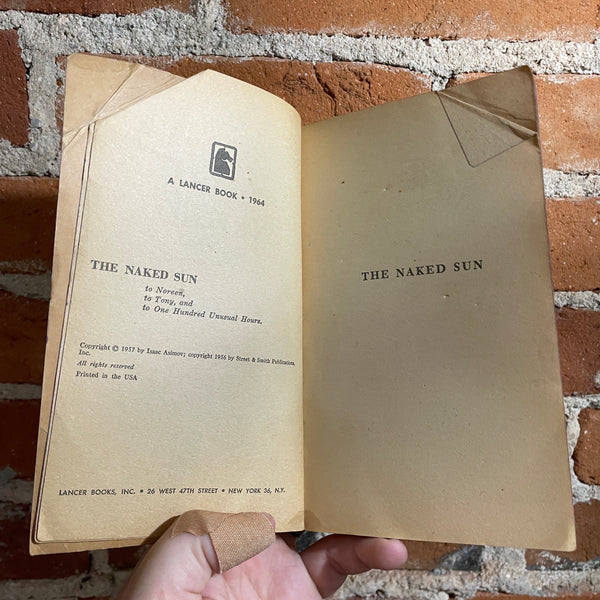 A LANCER BOOK • 1964
THE NAKED SUN
to Noreen,
to Tony, and
to One Hundred Unusual Hours.
Copyright © 1957 by Isaac Asimov; copyright 1956 by Street & Smith Publications,
Inc.
All rights reserved
Printed in the USA
LANCER BOOKS, INC. • 26 WEST 47TH STREET • NEW YORK 36, N.Y.
THE NAKED SUN